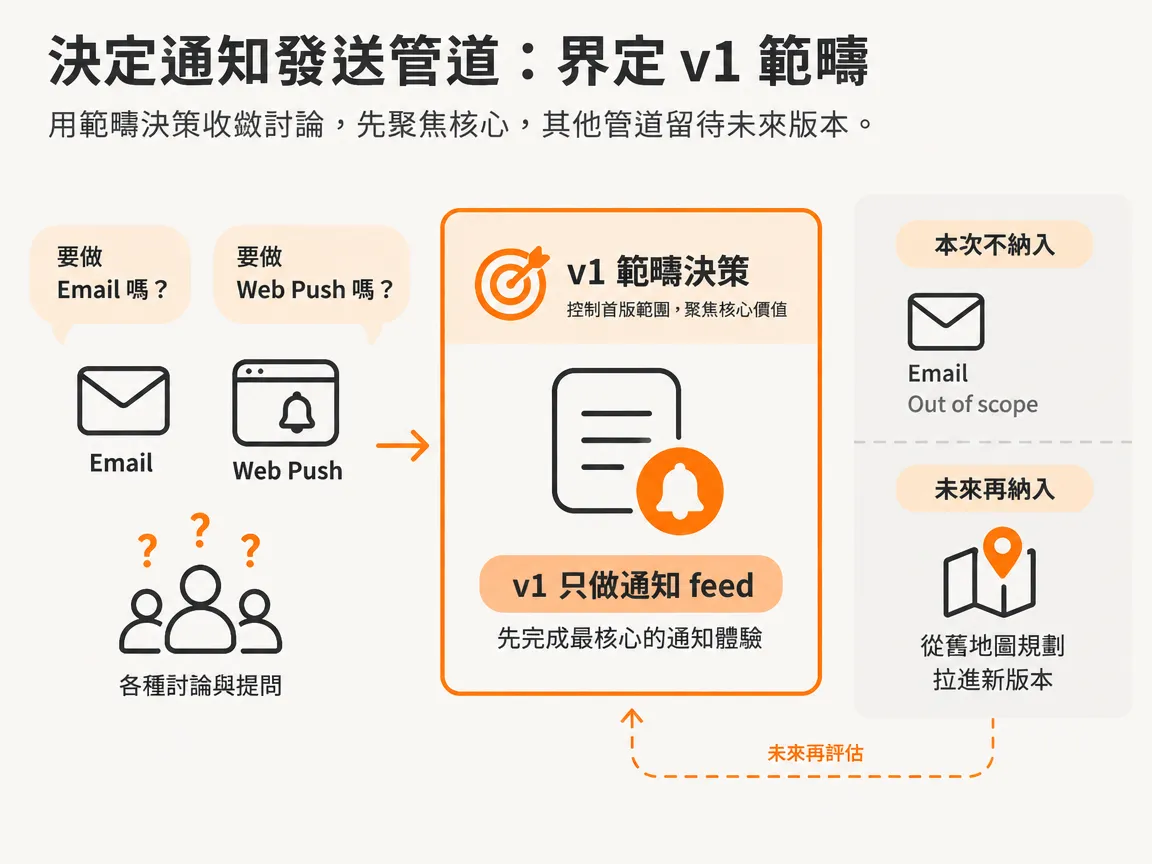 決定通知發送管道：界定 v1 範疇
用範疇決策收斂討論，先聚焦核心，其他管道留待未來版本。
要做
Email 嗎？
要做
Web Push 嗎？
Email
Web Push
? ? ?
各種討論與提問
v1 範疇決策
控制首版範圍，聚焦核心價值
v1 只做通知 feed
先完成最核心的通知體驗
本次不納入
Email
Out of scope
未來再納入
從舊地圖規劃
拉進新版本
未來再評估